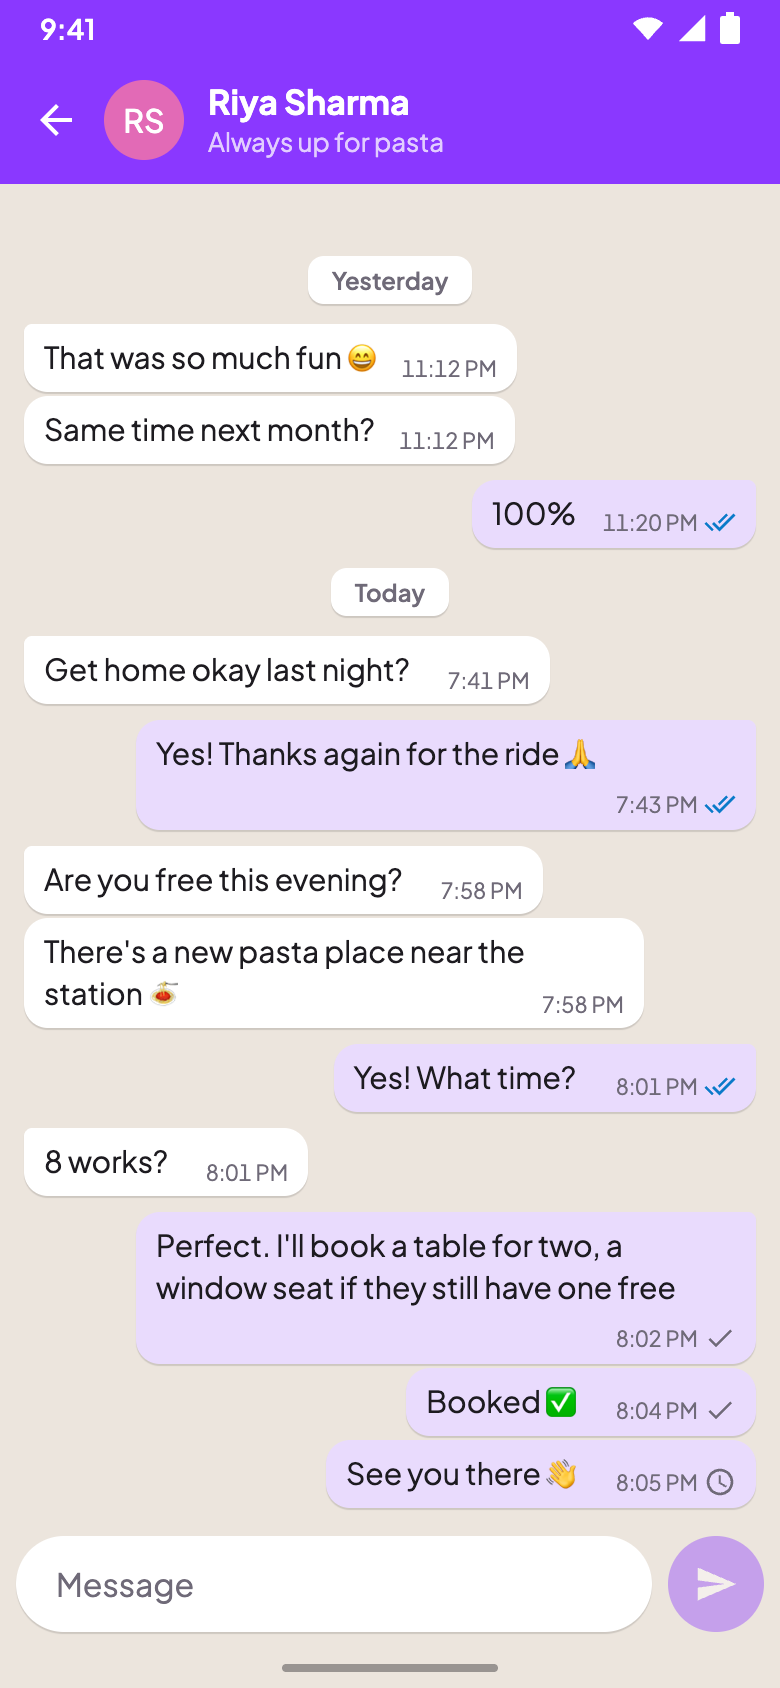 9:41
RS
Riya Sharma
Always up for pasta
Yesterday
That was so much fun 😄 11:12 PM
Same time next month? 11:12 PM
100% 11:20 PM
Today
Get home okay last night? 7:41 PM
Yes! Thanks again for the ride 🙏
7:43 PM
Are you free this evening? 7:58 PM
There's a new pasta place near the
station 🍝 7:58 PM
Yes! What time? 8:01 PM
8 works? 8:01 PM
Perfect. I'll book a table for two, a
window seat if they still have one free
8:02 PM
Booked ✅ 8:04 PM
See you there 👋 8:05 PM
Message